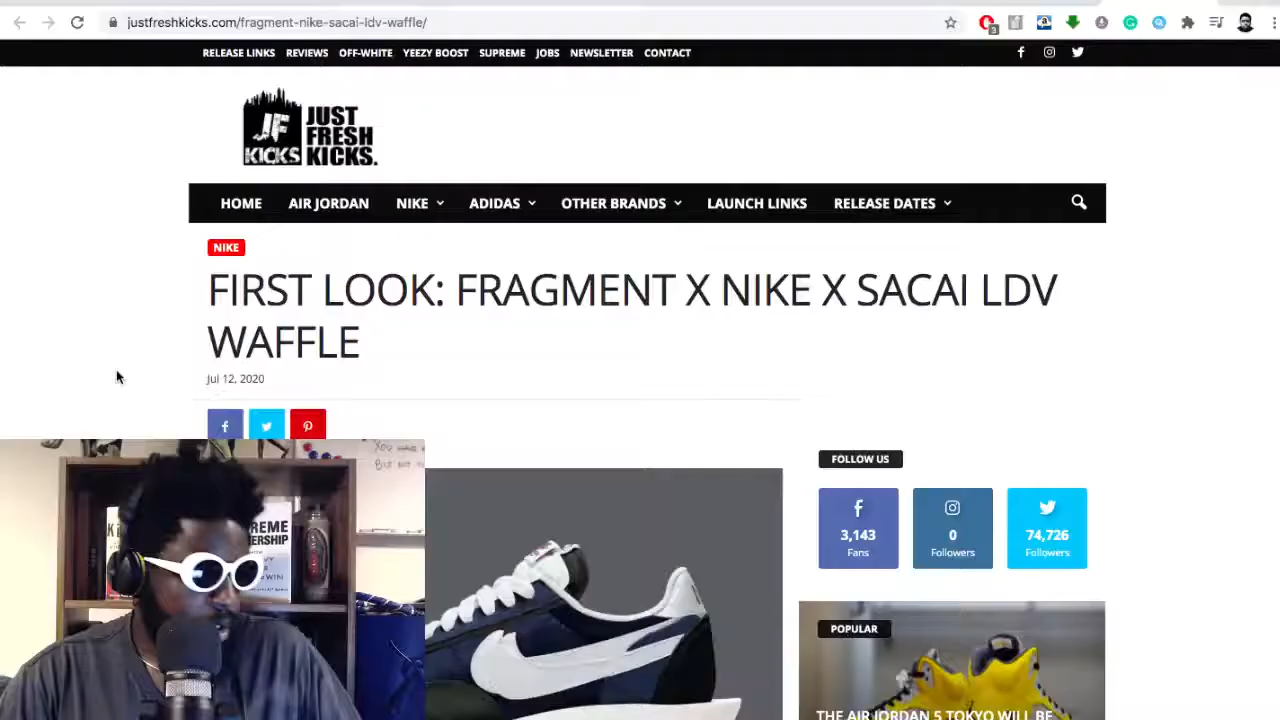 justfreshkicks.com/fragment-nike-sacai-ldv-waffle/
RELEASE LINKS REVIEWS OFF-WHITE YEEZY BOOST SUPREME JOBS NEWSLETTER CONTACT
JF KICKS
JUST
FRESH
KICKS.
HOME AIR JORDAN NIKE ADIDAS OTHER BRANDS LAUNCH LINKS RELEASE DATES
NIKE
FIRST LOOK: FRAGMENT X NIKE X SACAI LDV
WAFFLE
Jul 12, 2020
FOLLOW US
3,143
Fans
0
Followers
74,726
Followers
POPULAR
THE AIR JORDAN 5 TOKYO WILL BE